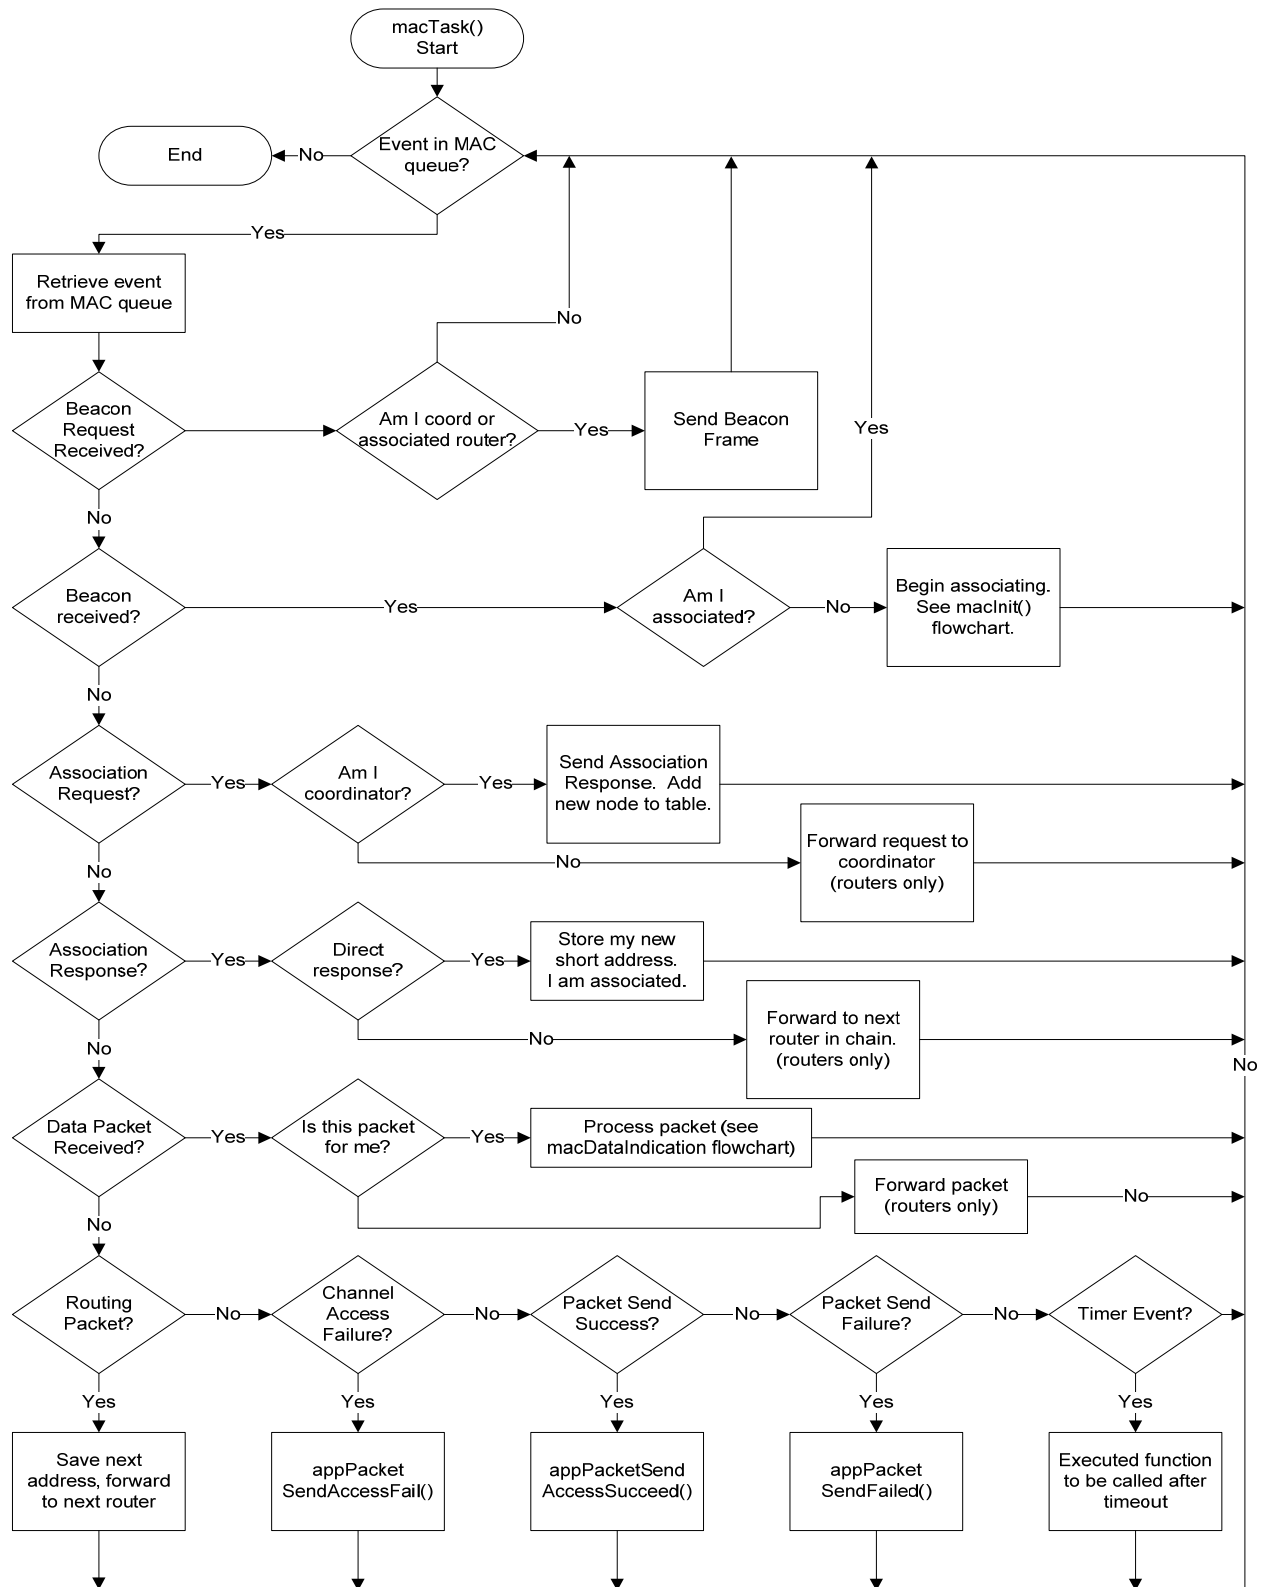 macTask()
Start
Event in MAC
queue?
No
End
Yes
Retrieve event
from MAC queue
No
Beacon
Request
Received?
Am I coord or
associated router?
Yes
Send Beacon
Frame
Yes
No
Beacon
received?
Yes
Am I
associated?
No
Begin associating.
See macInit()
flowchart.
No
Association
Request?
Yes
Am I
coordinator?
Yes
Send Association
Response.  Add
new node to table.
No
Forward request to
coordinator
(routers only)
No
Association
Response?
Yes
Direct
response?
Yes
Store my new
short address.
I am associated.
No
Forward to next
router in chain.
(routers only)
No
No
Data Packet
Received?
Yes
Is this packet
for me?
Yes
Process packet (see
macDataIndication flowchart)
Forward packet
(routers only)
No
No
Routing
Packet?
No
Channel
Access
Failure?
No
Packet Send
Success?
No
Packet Send
Failure?
No
Timer Event?
Yes
Yes
Yes
Yes
Yes
Save next
address, forward
to next router
appPacket
SendAccessFail()
appPacketSend
AccessSucceed()
appPacket
SendFailed()
Executed function
to be called after
timeout